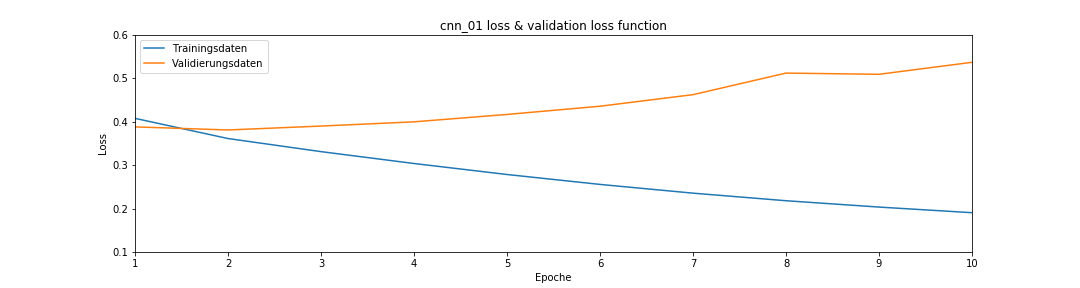 cnn_01 loss & validation loss function
0.6
Trainingsdaten
Validierungsdaten
0.5
0.4
Loss
0.3
0.2
0.1
1 2 3 4 5 6 7 8 9 10
Epoche